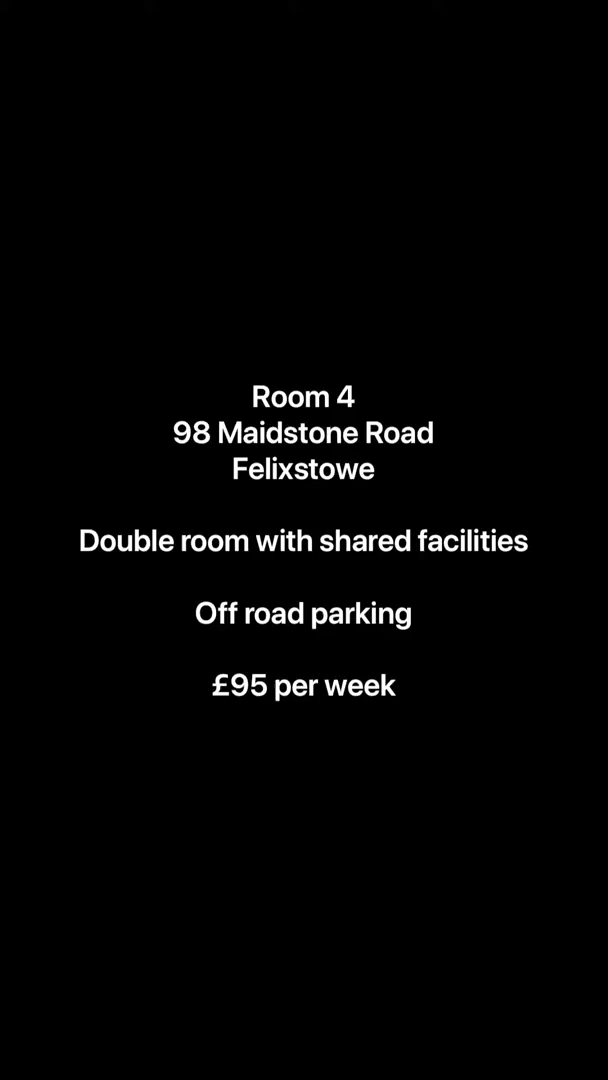 Room 4
98 Maidstone Road
Felixstowe
Double room with shared facilities
Off road parking
£95 per week